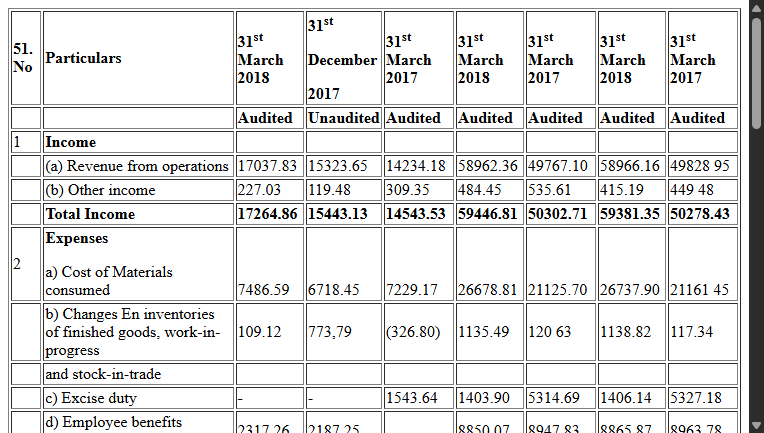 51. No Particulars 31st March 2018 31st December 2017 31st March 2017 31st March 2018 31st March 2017 31st March 2018 31st March 2017
Audited Unaudited Audited Audited Audited Audited Audited
1 Income
(a) Revenue from operations 17037.83 15323.65 14234.18 58962.36 49767.10 58966.16 49828 95
(b) Other income 227.03 119.48 309.35 484.45 535.61 415.19 449 48
Total Income 17264.86 15443.13 14543.53 59446.81 50302.71 59381.35 50278.43
2 Expenses
a) Cost of Materials
consumed 7486.59 6718.45 7229.17 26678.81 21125.70 26737.90 21161 45
b) Changes En inventories
of finished goods, work-in- 109.12 773,79 (326.80) 1135.49 120 63 1138.82 117.34
progress
and stock-in-trade
c) Excise duty - - 1543.64 1403.90 5314.69 1406.14 5327.18
d) Employee benefits
2317.26 2187.25 8850.07 8947.83 8865.87 8963.78